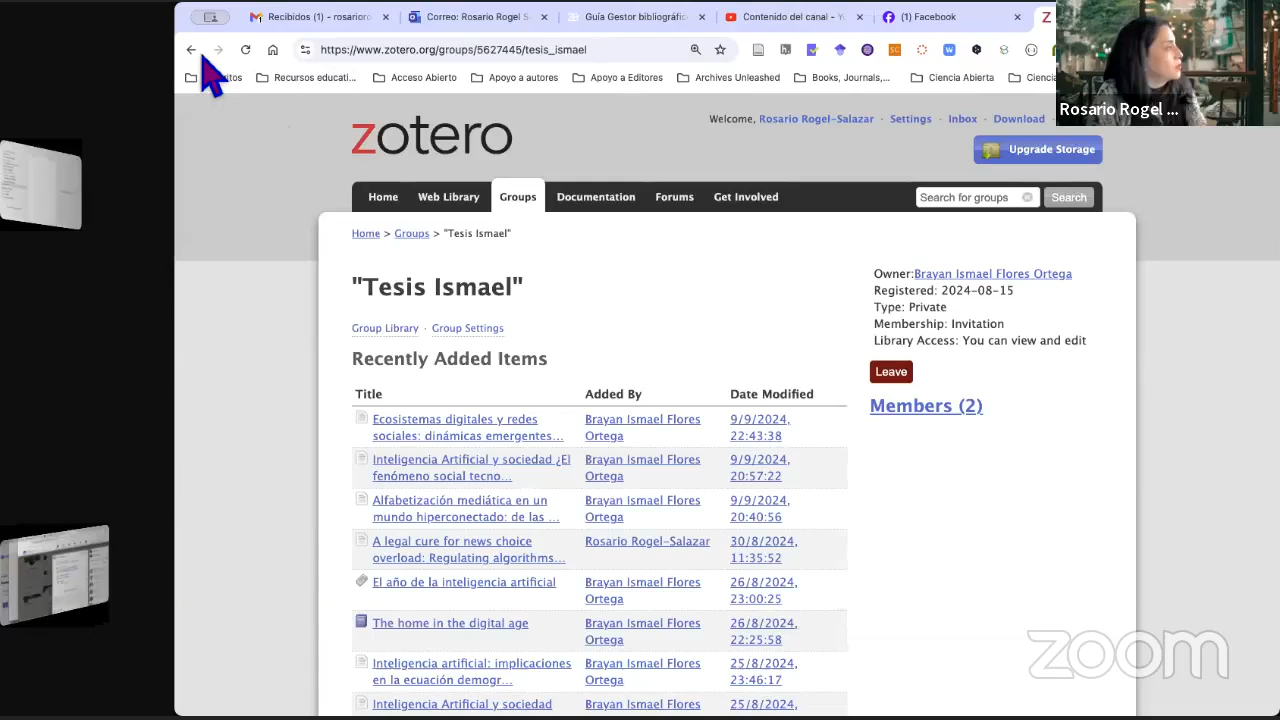 Recibidos (1) - rosarioro
Correo: Rosario Rogel S
Guía Gestor bibliográfic
Contenido del canal - Y
(1) Facebook
https://www.zotero.org/groups/5627445/tesis_ismael
Recursos educati...
Acceso Abierto
Apoyo a autores
Apoyo a Editores
Archives Unleashed
Books, Journals,...
Ciencia Abierta
Rosario Rogel ...
zotero
Welcome, Rosario Rogel-Salazar · Settings · Inbox · Download
Upgrade Storage
Home
Web Library
Groups
Documentation
Forums
Get Involved
Search for groups
Search
Home > Groups > "Tesis Ismael"
"Tesis Ismael"
Group Library · Group Settings
Owner:Brayan Ismael Flores Ortega
Registered: 2024-08-15
Type: Private
Membership: Invitation
Library Access: You can view and edit
Leave
Members (2)
Recently Added Items
Title Added By Date Modified
Ecosistemas digitales y redes sociales: dinámicas emergentes... Brayan Ismael Flores Ortega 9/9/2024, 22:43:38
Inteligencia Artificial y sociedad ¿El fenómeno social tecno... Brayan Ismael Flores Ortega 9/9/2024, 20:57:22
Alfabetización mediática en un mundo hiperconectado: de las ... Brayan Ismael Flores Ortega 9/9/2024, 20:40:56
A legal cure for news choice overload: Regulating algorithms... Rosario Rogel-Salazar 30/8/2024, 11:35:52
El año de la inteligencia artificial Brayan Ismael Flores Ortega 26/8/2024, 23:00:25
The home in the digital age Brayan Ismael Flores Ortega 26/8/2024, 22:25:58
Inteligencia artificial: implicaciones en la ecuación demogr... Brayan Ismael Flores Ortega 25/8/2024, 23:46:17
Inteligencia Artificial y sociedad Brayan Ismael Flores 25/8/2024,
zoom